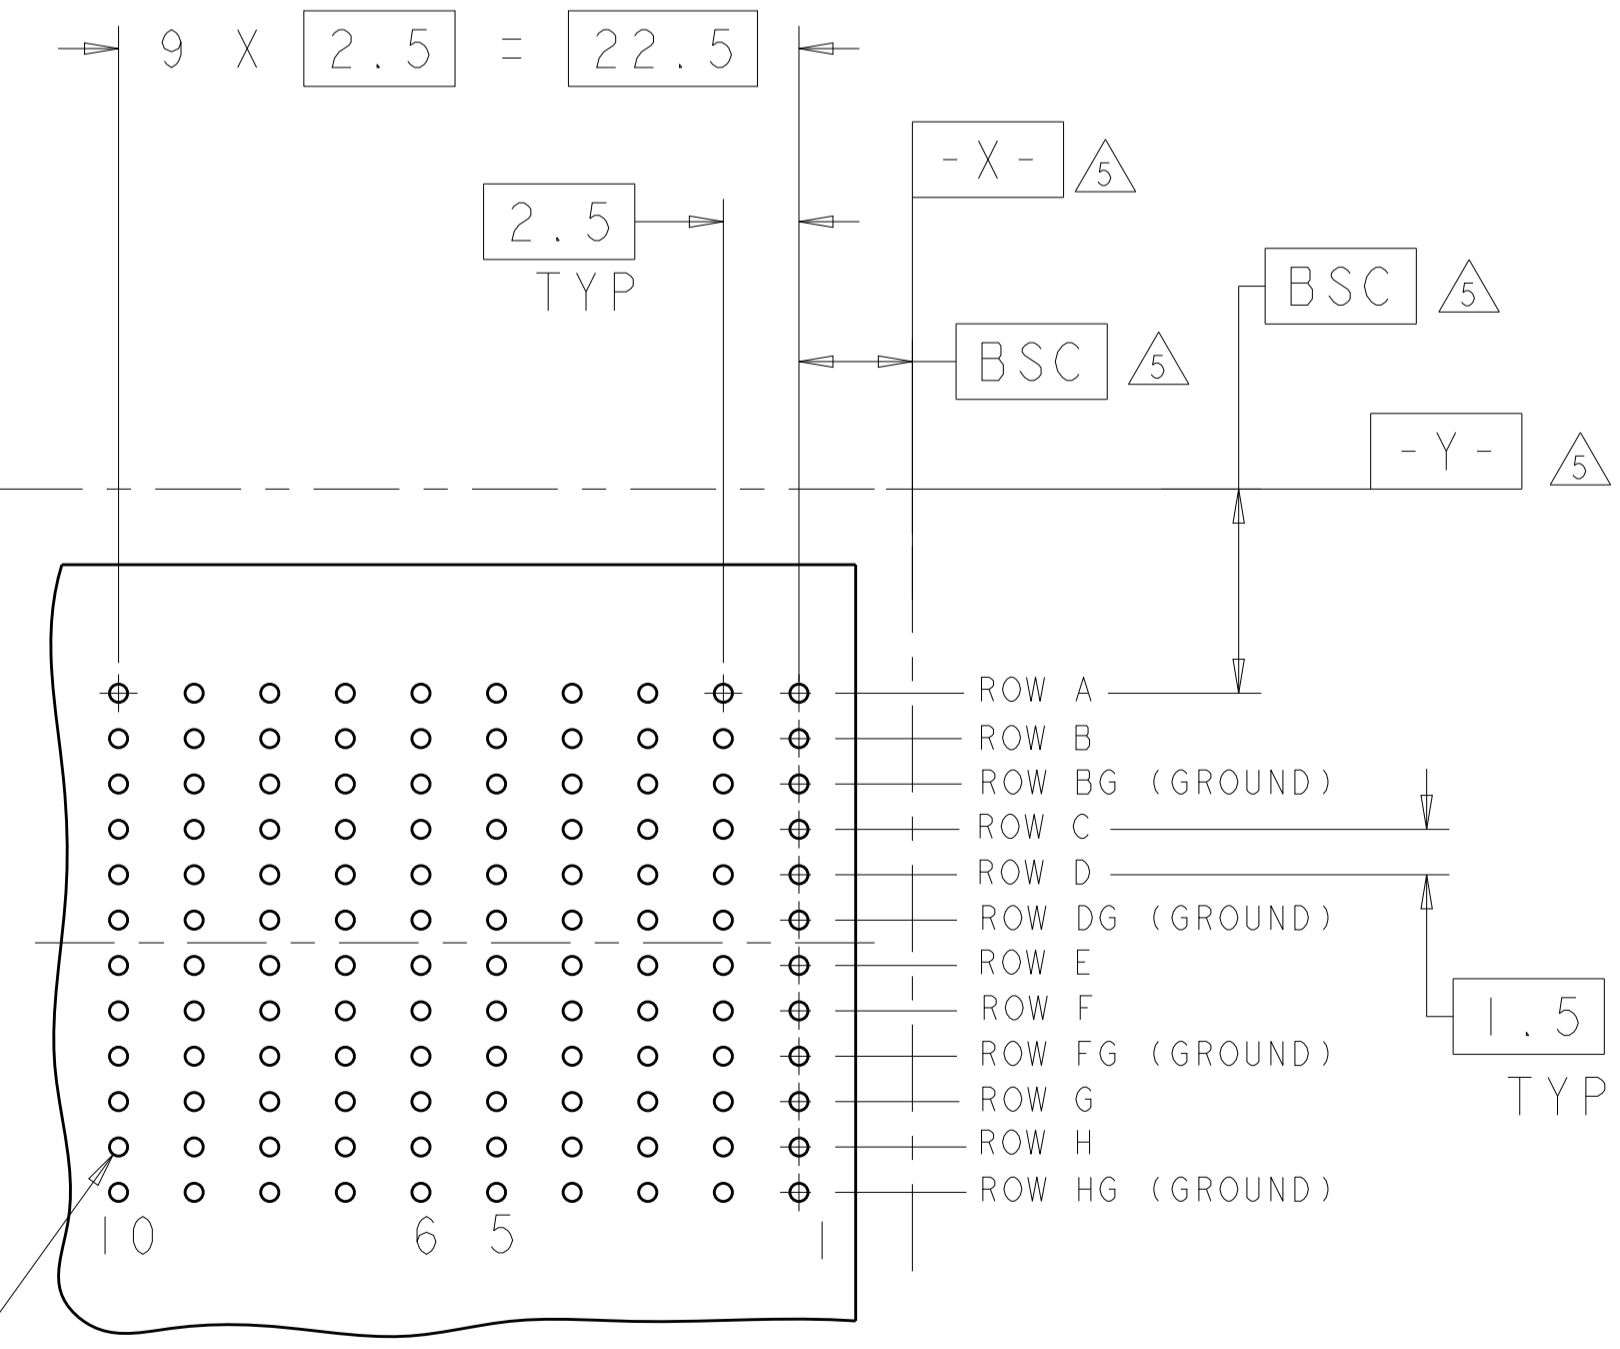 9 X 2.5 = 22.5
-X- 5
2.5
TYP
BSC 5
BSC 5
-Y- 5
ROW A
ROW B
ROW BG (GROUND)
ROW C
ROW D
ROW DG (GROUND)
ROW E
ROW F
ROW FG (GROUND)
1.5
TYP
ROW G
ROW H
ROW HG (GROUND)
10 6 5 1